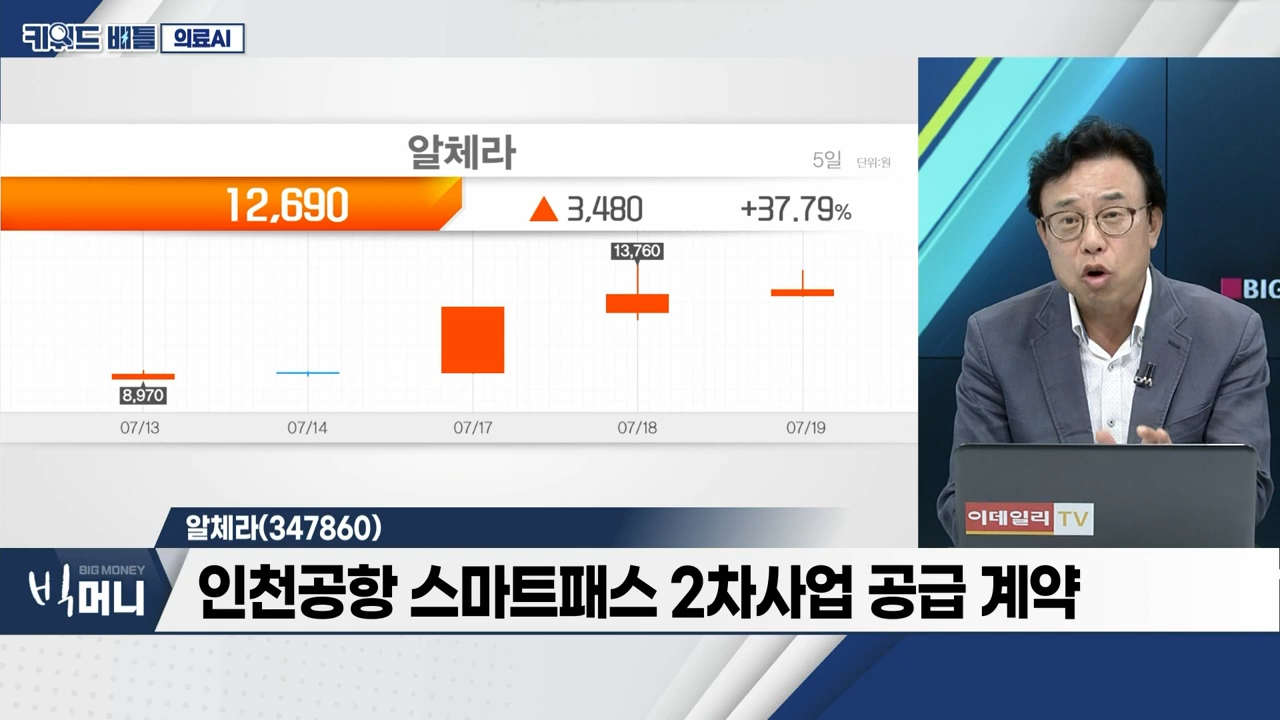 키워드 배틀 의료AI
알체라
5일 단위:원
12,690 ▲ 3,480 +37.79%
13,760
8,970
07/13 07/14 07/17 07/18 07/19
BIG
이데일리 TV
알체라(347860)
BIG MONEY
빅머니
인천공항 스마트패스 2차사업 공급 계약